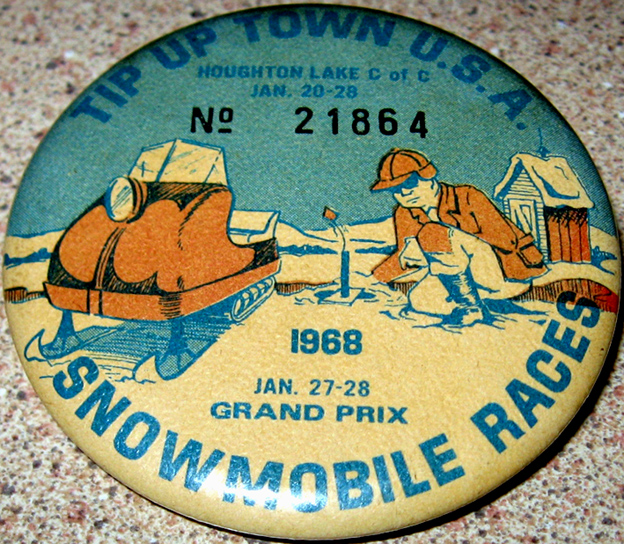 TIP UP TOWN U.S.A.
HOUGHTON LAKE C of C
JAN. 20-28
Nº 21864
1968
JAN. 27-28
GRAND PRIX
SNOWMOBILE RACES